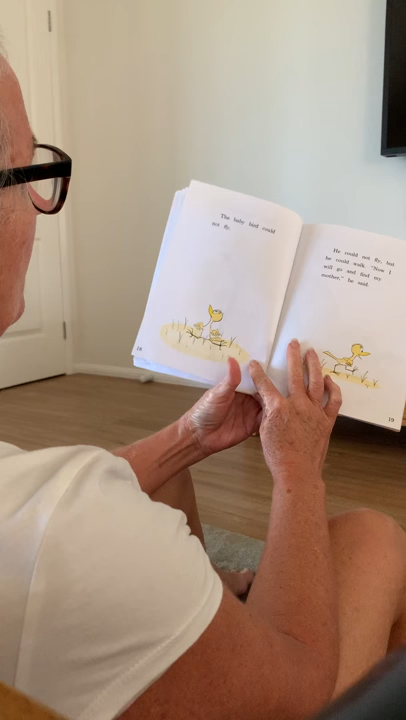 The baby bird could
not fly.
18
He could not fly, but
he could walk. "Now I
will go and find my
mother," he said.
19